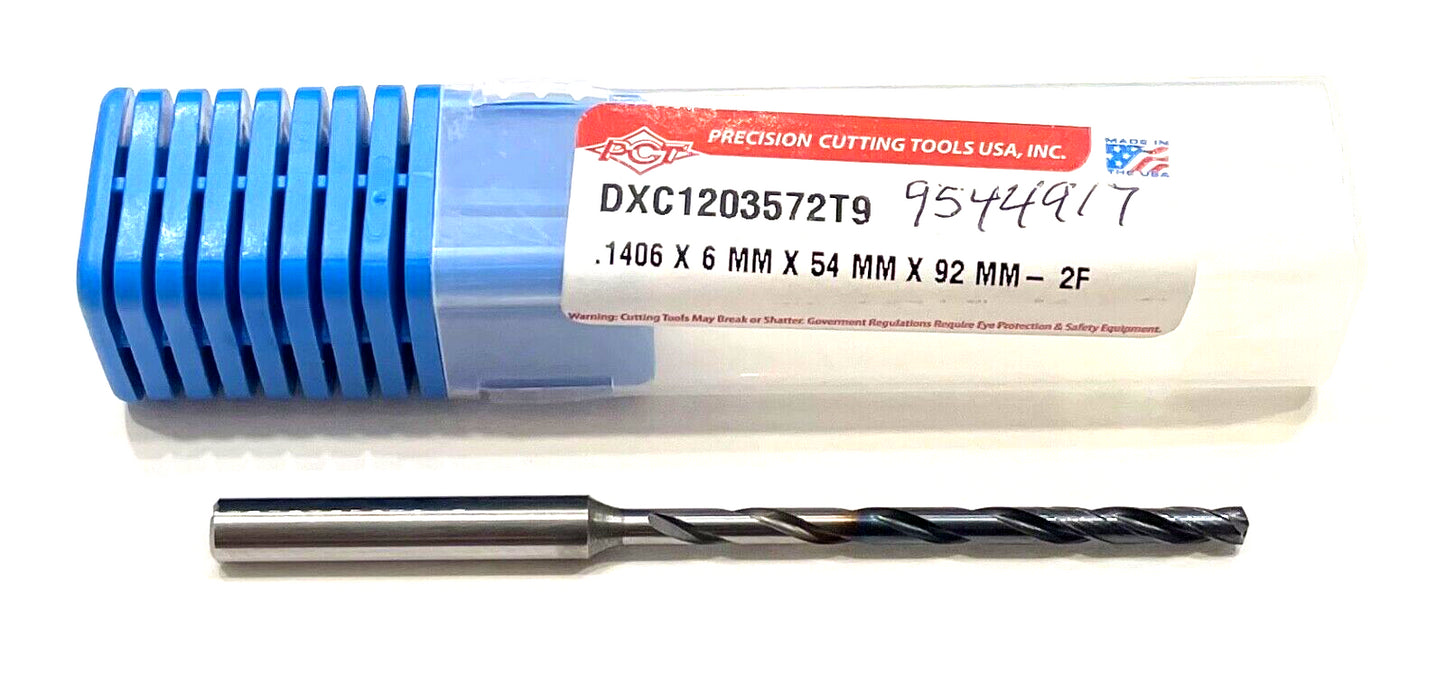 PCT PRECISION CUTTING TOOLS USA, INC.
MADE IN
THE USA
DXC1203572T9 9544917
.1406 X 6 MM X 54 MM X 92 MM- 2F
Warning: Cutting Tools May Break or Shatter. Goverment Regulations Require Eye Protection & Safety Equipment.